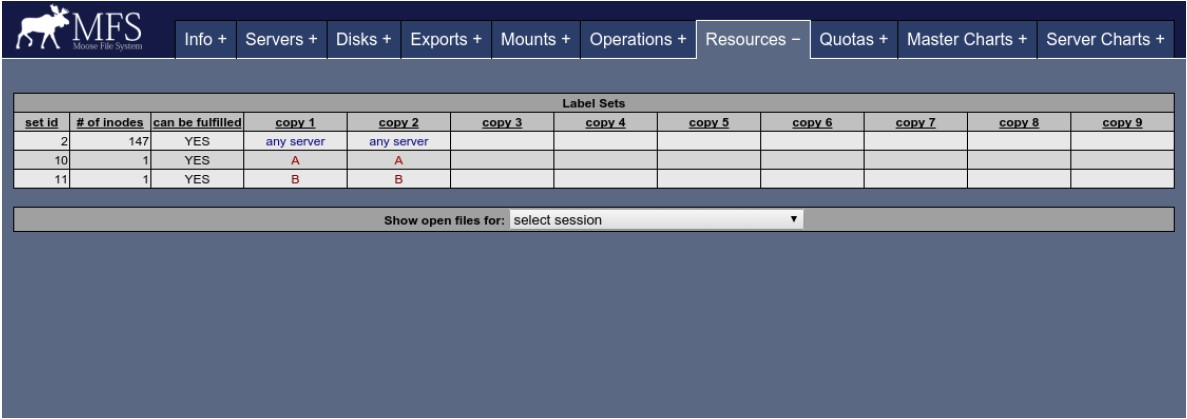 MFS
Moose File System
Info + Servers + Disks + Exports + Mounts + Operations + Resources − Quotas + Master Charts + Server Charts +
Label Sets
set id # of inodes can be fulfilled copy 1 copy 2 copy 3 copy 4 copy 5 copy 6 copy 7 copy 8 copy 9
2 147 YES any server any server
10 1 YES A A
11 1 YES B B
Show open files for: select session